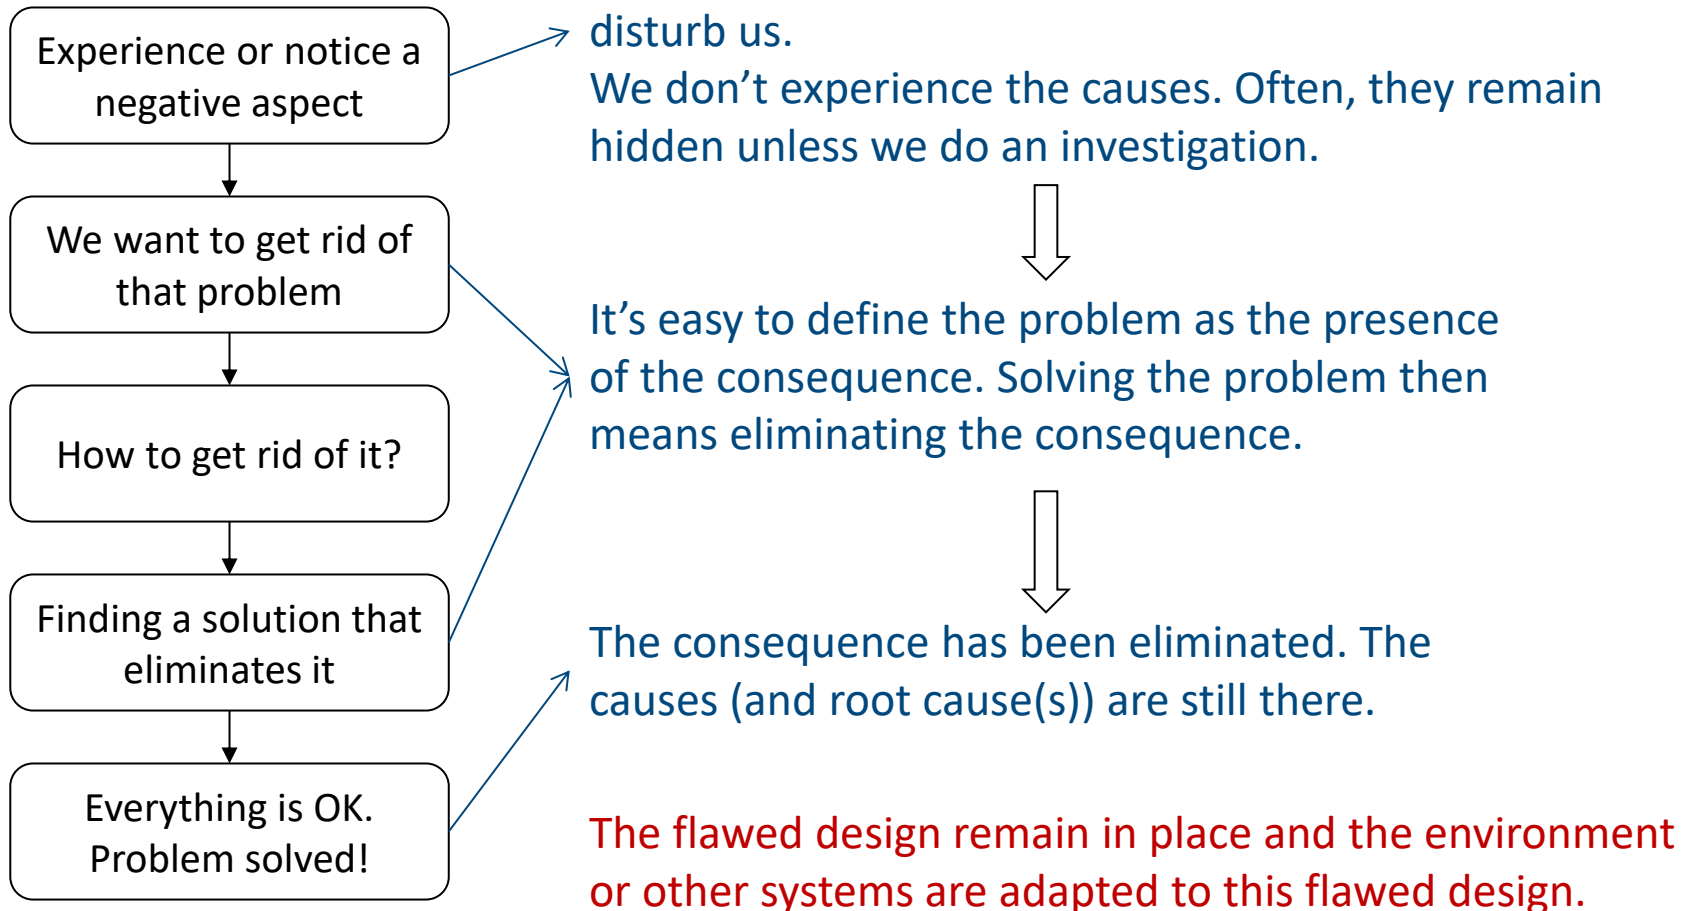 Experience or notice a
negative aspect
We want to get rid of
that problem
How to get rid of it?
Finding a solution that
eliminates it
Everything is OK.
Problem solved!
disturb us.
We don’t experience the causes. Often, they remain
hidden unless we do an investigation.
It’s easy to define the problem as the presence
of the consequence. Solving the problem then
means eliminating the consequence.
The consequence has been eliminated. The
causes (and root cause(s)) are still there.
The flawed design remain in place and the environment
or other systems are adapted to this flawed design.